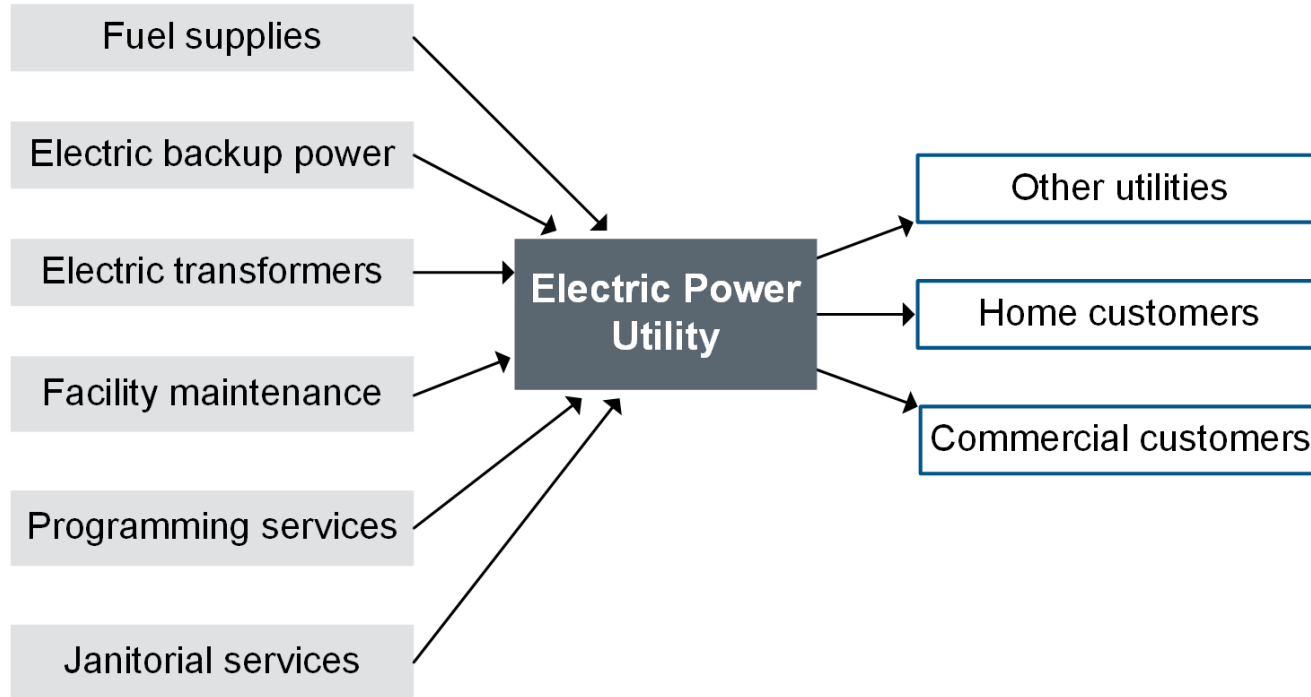 Fuel supplies
Electric backup power
Electric transformers
Facility maintenance
Programming services
Janitorial services
Electric Power
Utility
Other utilities
Home customers
Commercial customers